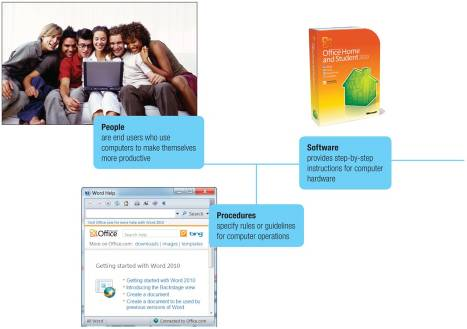 Office Home
and Student 2010
Microsoft
People
are end users who use
computers to make themselves
more productive
Software
provides step-by-step
instructions for computer
hardware
Procedures
specify rules or guidelines
for computer operations
Word Help
Search
Office
Search help
bing
More on Office.com: downloads | images | templates
Getting started with Word 2010
Getting started with Word 2010
Introducing the Backstage view
Create a document
Create a document to be used by
previous versions of Word
All Word
Connected to Office.com